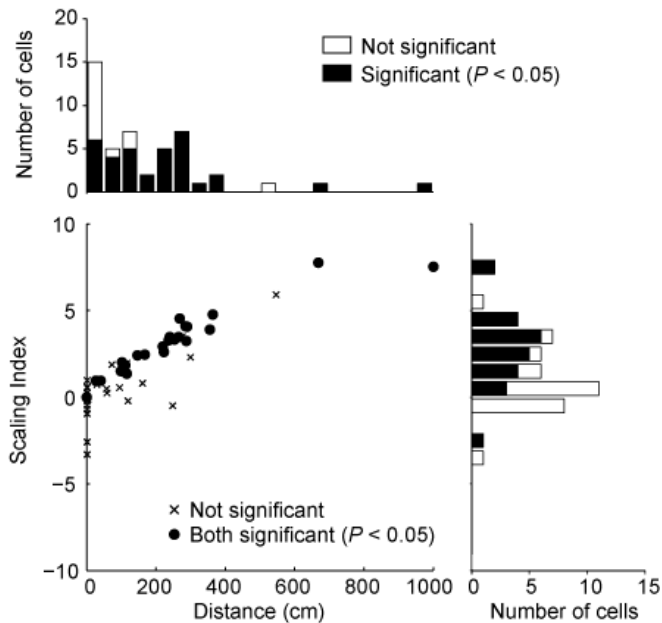 20
15
10
5
0
Number of cells
Not significant
Significant (P < 0.05)
10
5
0
−5
−10
Scaling Index
× Not significant
● Both significant (P < 0.05)
0 200 400 600 800 1000
Distance (cm)
0 5 10 15
Number of cells